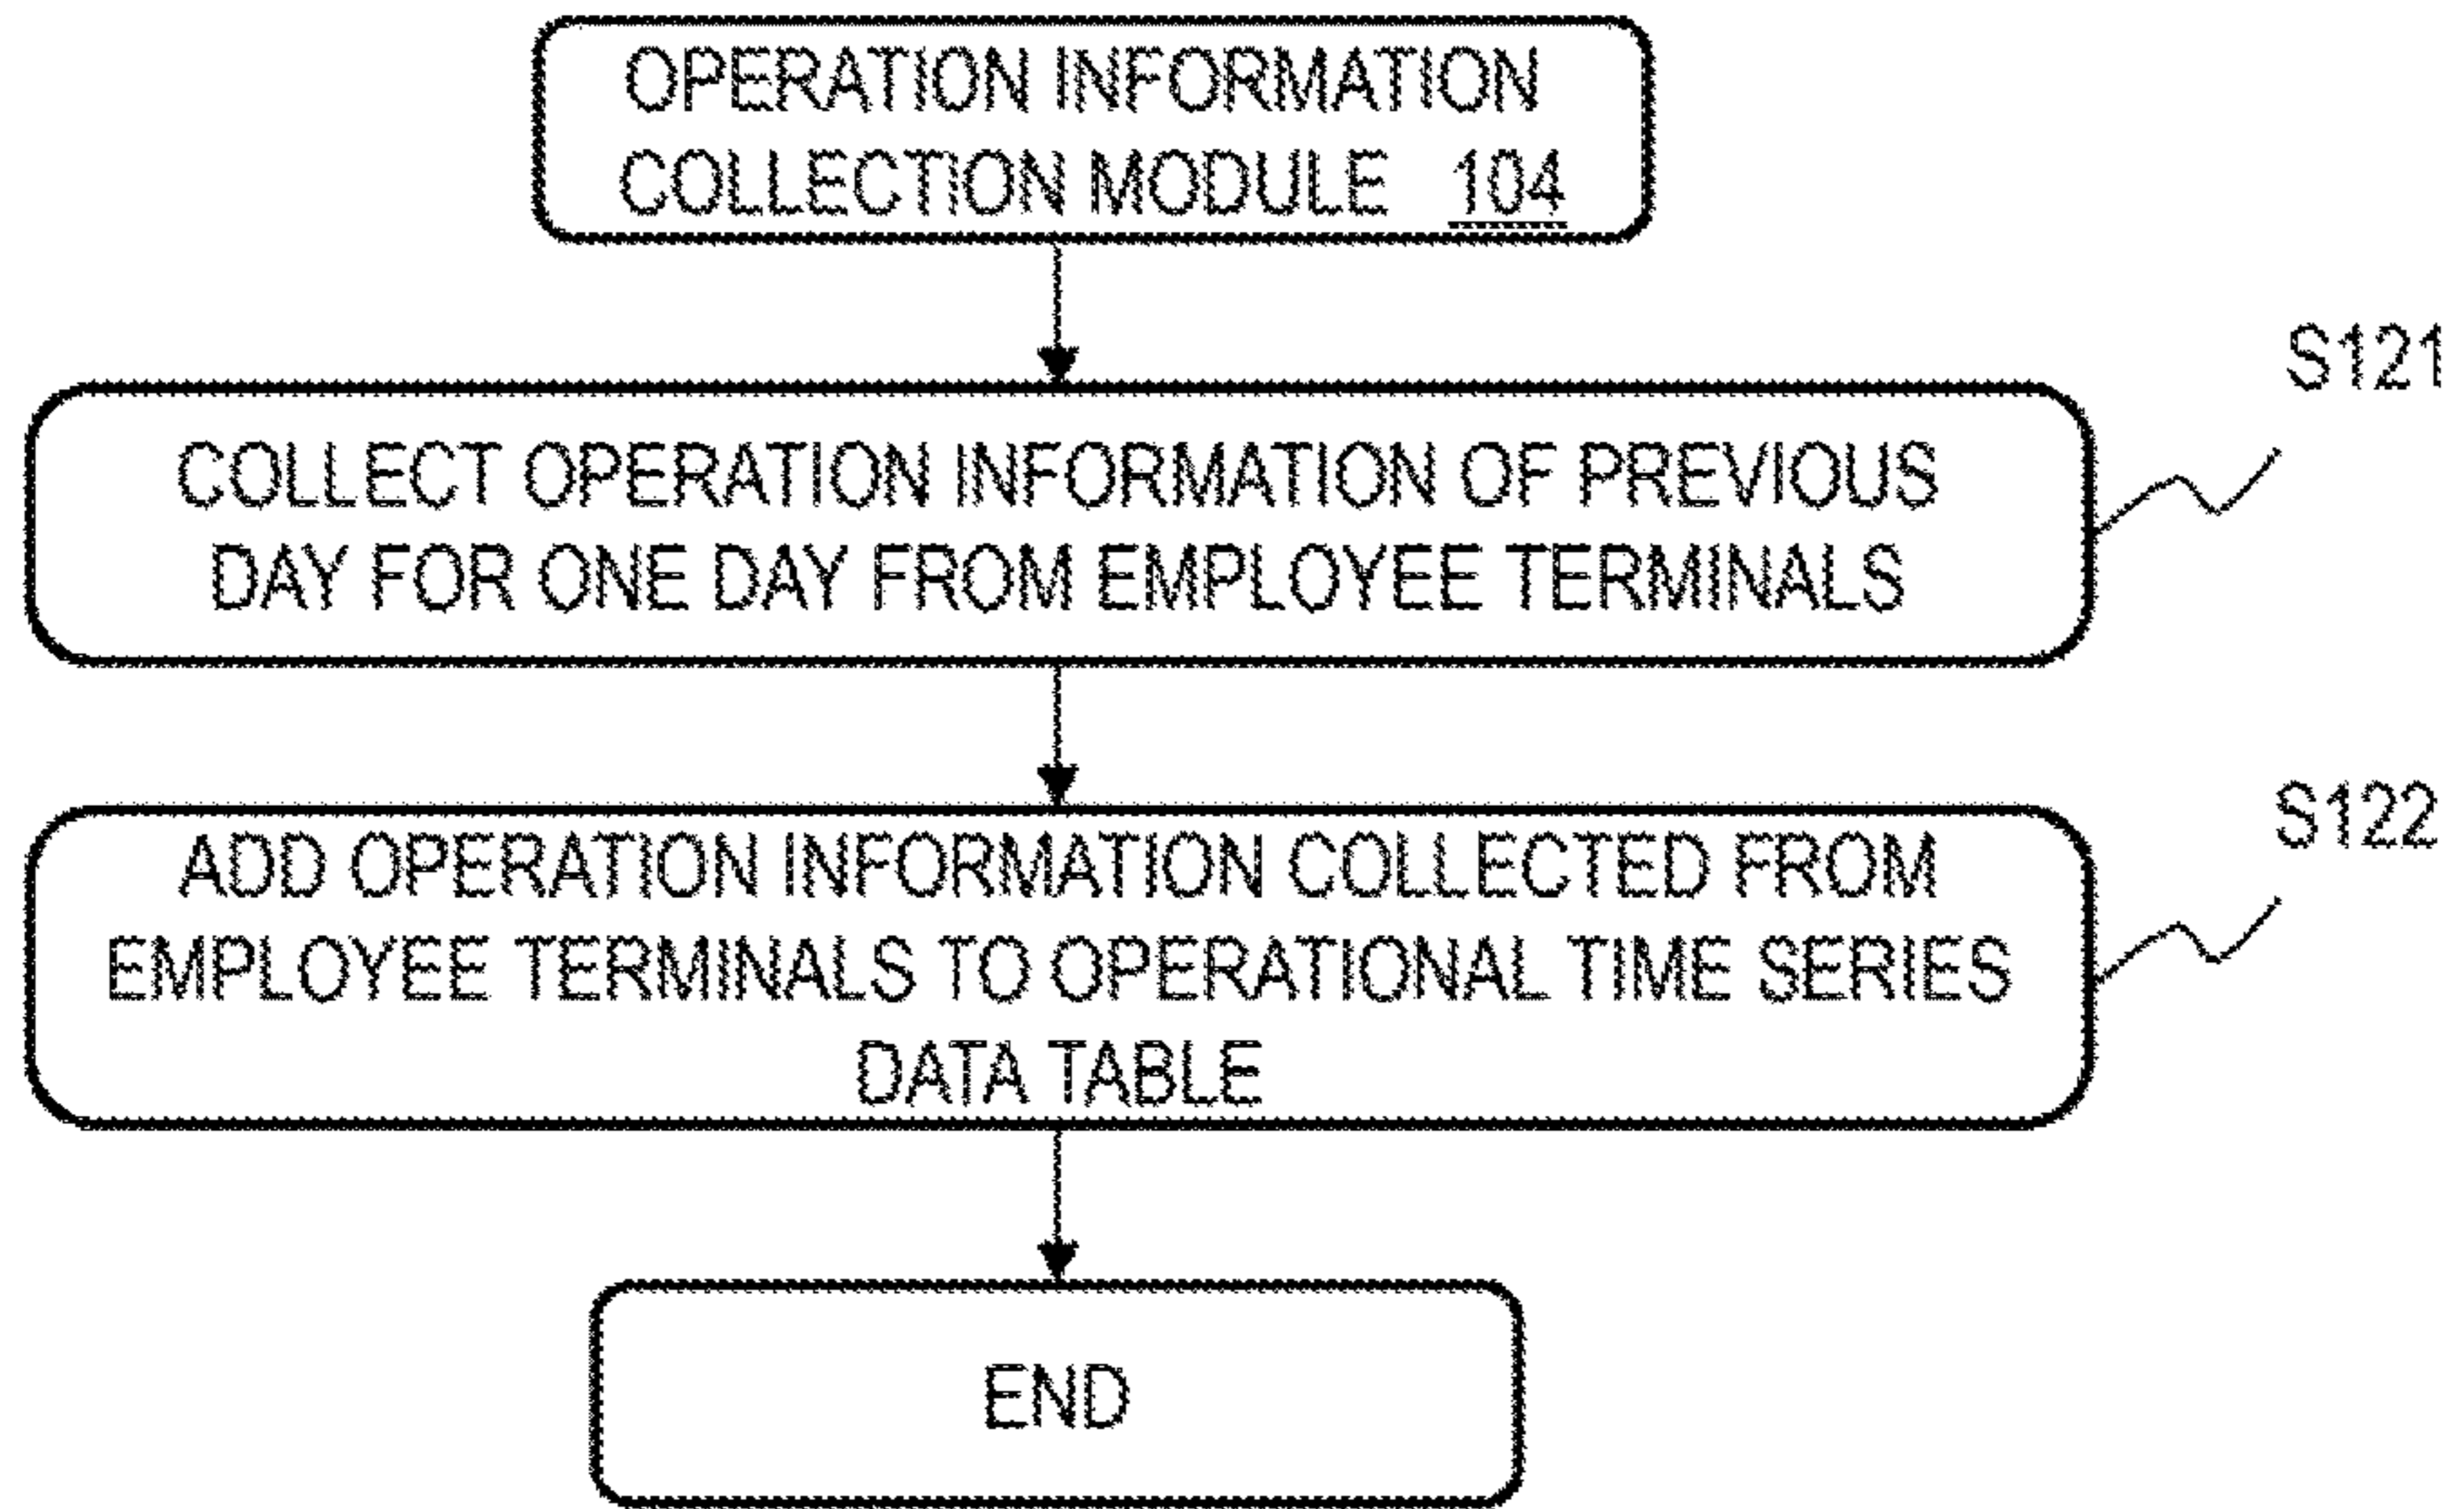 OPERATION INFORMATION
COLLECTION MODULE 104
S121
COLLECT OPERATION INFORMATION OF PREVIOUS
DAY FOR ONE DAY FROM EMPLOYEE TERMINALS
S122
ADD OPERATION INFORMATION COLLECTED FROM
EMPLOYEE TERMINALS TO OPERATIONAL TIME SERIES
DATA TABLE
END